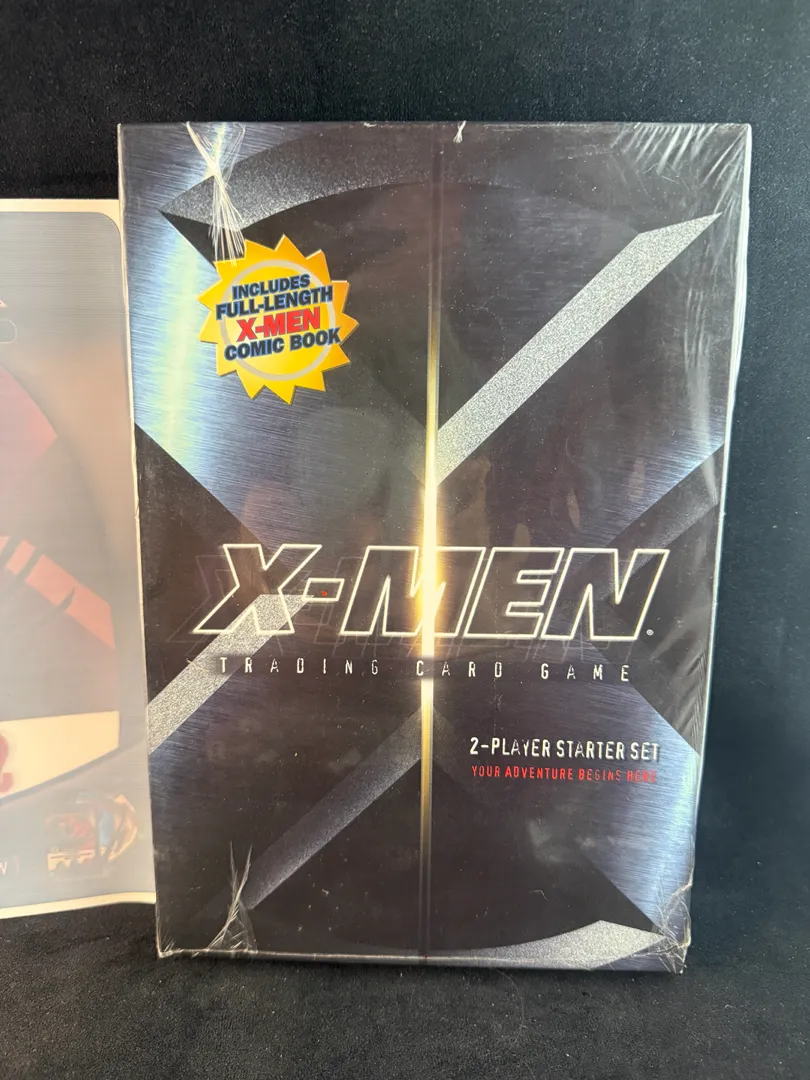 INCLUDES
FULL-LENGTH
X-MEN
COMIC BOOK
X-MEN®
TRADING CARD GAME
2-PLAYER STARTER SET
YOUR ADVENTURE BEGINS HERE